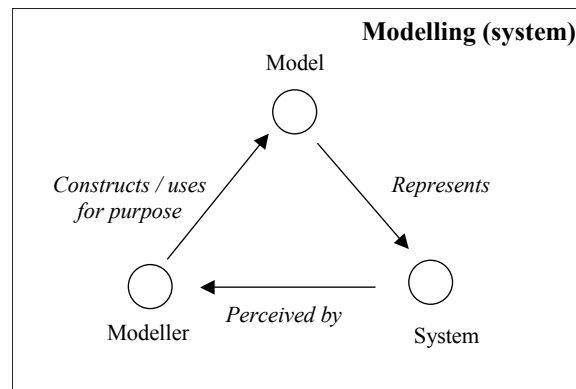 Modelling (system)
Model
Constructs / uses
for purpose
Represents
Perceived by
Modeller
System